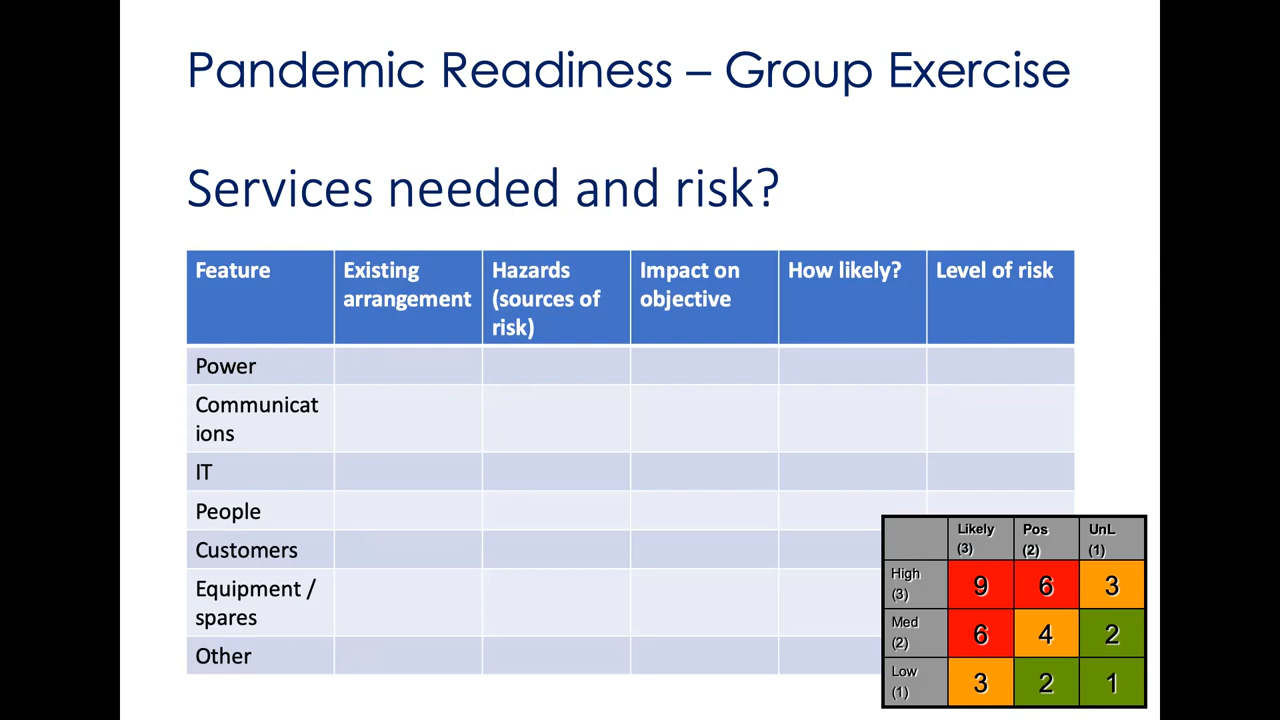 Pandemic Readiness – Group Exercise
Services needed and risk?
Feature
Existing
arrangement
Hazards
(sources of
risk)
Impact on
objective
How likely?
Level of risk
Power
Communicat
ions
IT
People
Customers
Equipment /
spares
Other
Likely
(3)
Pos
(2)
UnL
(1)
High
(3)
9
6
3
Med
(2)
6
4
2
Low
(1)
3
2
1